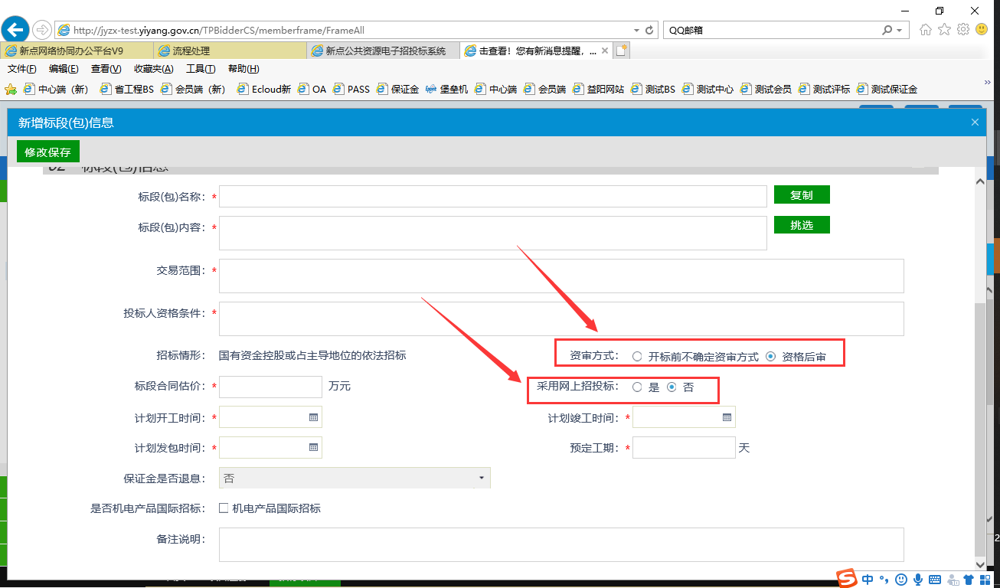 http://jyzx-test.yiyang.gov.cn/TPBidderCS/memberframe/FrameAll
QQ邮箱
新点网络协同办公平台V9
流程处理
新点公共资源电子招投标系统
击查看！您有新消息提醒，...
文件(F) 编辑(E) 查看(V) 收藏夹(A) 工具(T) 帮助(H)
中心端（新） 省工程BS 会员端（新） Ecloud新 OA PASS 保证金 堡垒机 中心端 会员端 益阳网站 测试BS 测试中心 测试会员 测试评标 测试保证金
新增标段(包)信息
修改保存
02 标段(包)信息
标段(包)名称：* 复制
标段(包)内容：* 挑选
交易范围：*
投标人资格条件：*
招标情形： 国有资金控股或占主导地位的依法招标 资审方式： 开标前不确定资审方式 资格后审
标段合同估价：* 万元 采用网上招投标： 是 否
计划开工时间：* 计划竣工时间：*
计划发包时间：* 预定工期：* 天
保证金是否退息： 否
是否机电产品国际招标： 机电产品国际招标
备注说明：
中